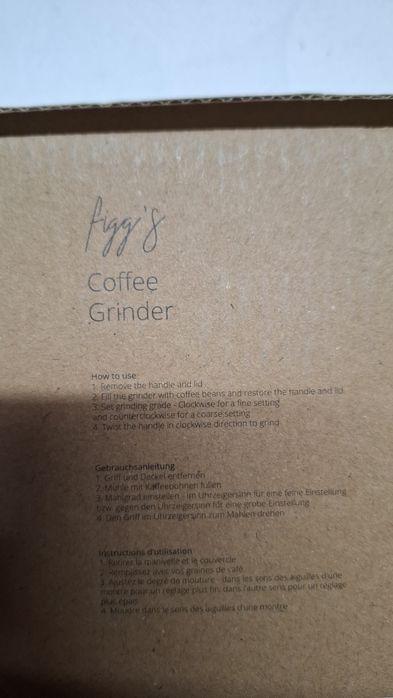 figg's
Coffee
Grinder
How to use:
1. Remove the handle and lid
2. Fill the grinder with coffee beans and restore the handle and lid
3. Set grinding grade - Clockwise for a fine setting
and counterclockwise for a coarse setting
4. Twist the handle in clockwise direction to grind
Gebrauchsanleitung
1. Griff und Deckel entfernen
2. Mühle mit Kaffeebohnen füllen
3. Mahlgrad einstellen - im Uhrzeigersinn für eine feine Einstellung
bzw. gegen den Uhrzeigersinn für eine grobe Einstellung
4. Den Griff im Uhrzeigersinn zum Mahlen drehen
Instructions d'utilisation
1. Retirez la manivelle et le couvercle
2. Remplissez avec vos graines de café
3. Ajustez le degré de mouture - dans les sens des aiguilles d'une
montre pour un réglage plus fin, dans l'autre sens pour un réglage
plus épais
4. Moudre dans le sens des aiguilles d'une montre